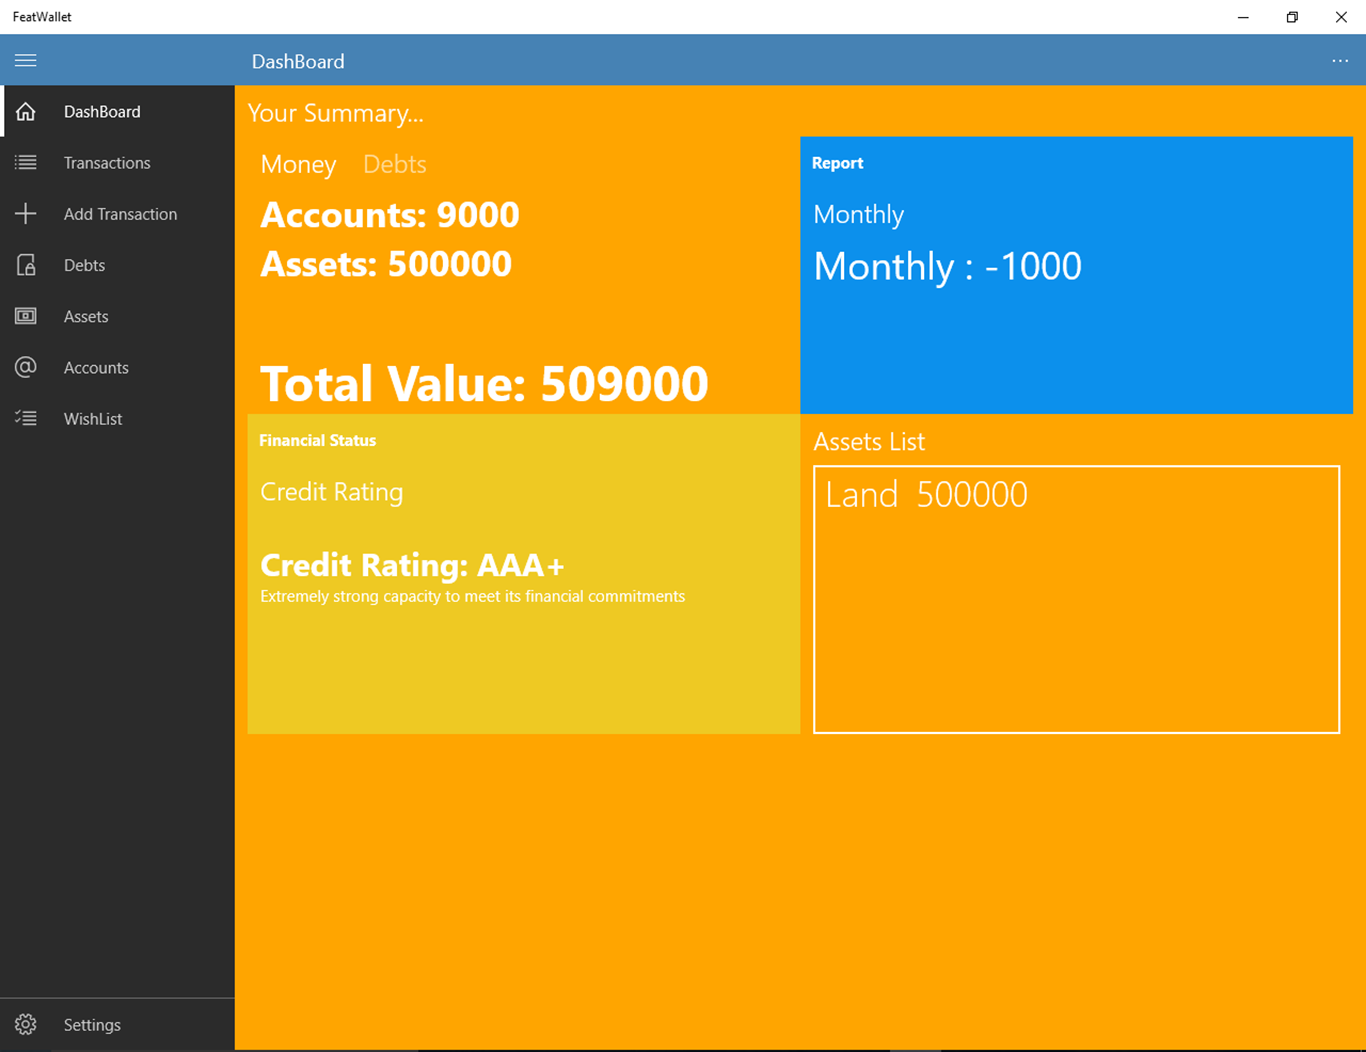 FeatWallet
DashBoard
DashBoard
Transactions
Add Transaction
Debts
Assets
Accounts
WishList
Settings
Your Summary...
Money Debts
Accounts: 9000
Assets: 500000
Total Value: 509000
Report
Monthly
Monthly : -1000
Financial Status
Credit Rating
Credit Rating: AAA+
Extremely strong capacity to meet its financial commitments
Assets List
Land 500000